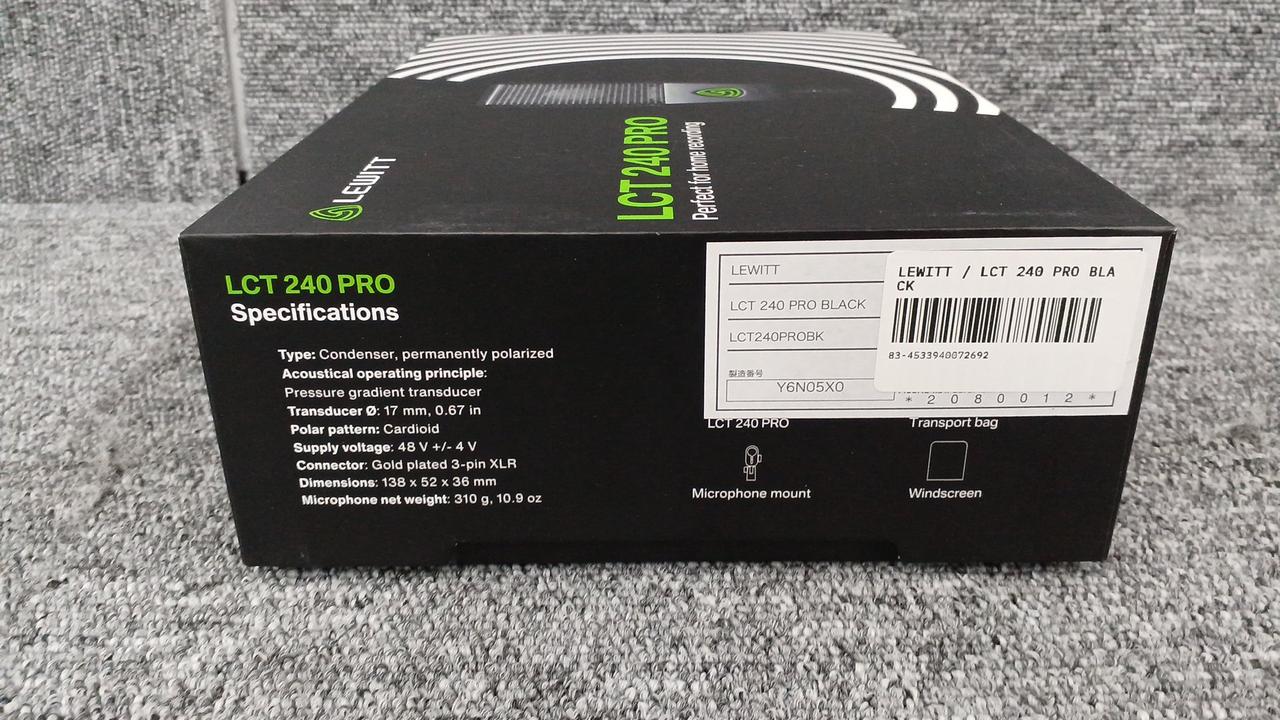 LEWITT
LCT 240 PRO
Perfect for home recording
LCT 240 PRO
Specifications
Type: Condenser, permanently polarized
Acoustical operating principle:
Pressure gradient transducer
Transducer Ø: 17 mm, 0.67 in
Polar pattern: Cardioid
Supply voltage: 48 V +/- 4 V
Connector: Gold plated 3-pin XLR
Dimensions: 138 x 52 x 36 mm
Microphone net weight: 310 g, 10.9 oz
LEWITT
LCT 240 PRO BLACK
LCT240PROBK
製造番号
Y6N05X0
LEWITT / LCT 240 PRO BLA
CK
83-4533940072692
*2080012*
LCT 240 PRO
Transport bag
Microphone mount
Windscreen